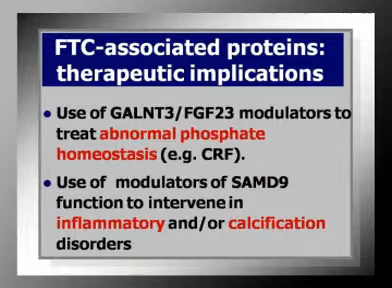 FTC-associated proteins:
therapeutic implications
● Use of GALNT3/FGF23 modulators to
treat abnormal phosphate
homeostasis (e.g. CRF).
● Use of modulators of SAMD9
function to intervene in
inflammatory and/or calcification
disorders